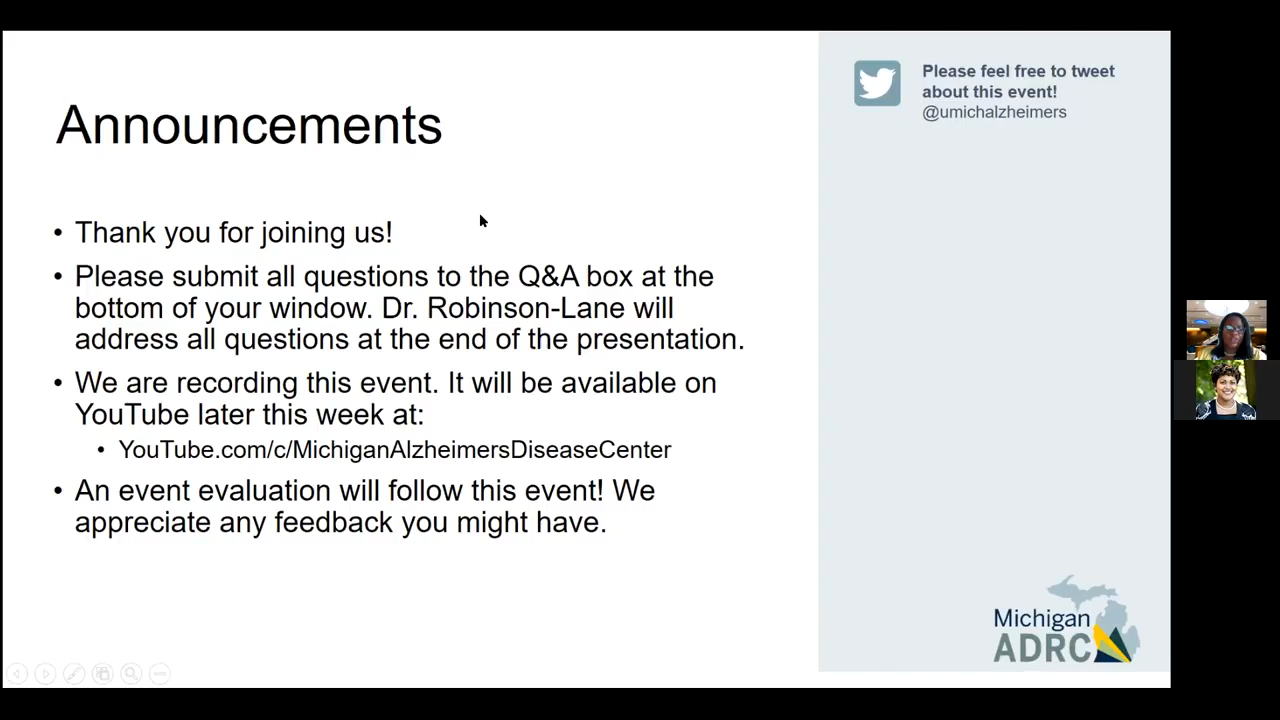 Announcements
• Thank you for joining us!
• Please submit all questions to the Q&A box at the
bottom of your window. Dr. Robinson-Lane will
address all questions at the end of the presentation.
• We are recording this event. It will be available on
YouTube later this week at:
• YouTube.com/c/MichiganAlzheimersDiseaseCenter
• An event evaluation will follow this event! We
appreciate any feedback you might have.
Please feel free to tweet
about this event!
@umichalzheimers
Michigan
ADRC